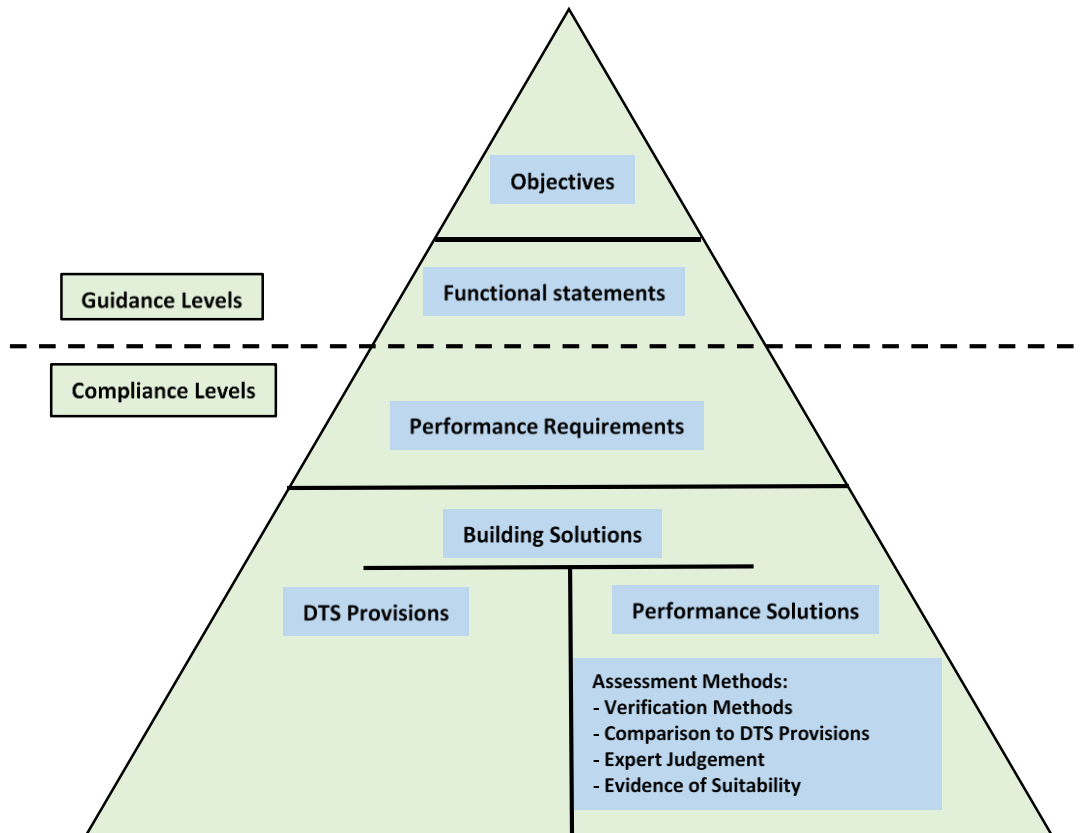 Objectives
Functional statements
Guidance Levels
Compliance Levels
Performance Requirements
Building Solutions
DTS Provisions
Performance Solutions
Assessment Methods:
- Verification Methods
- Comparison to DTS Provisions
- Expert Judgement
- Evidence of Suitability